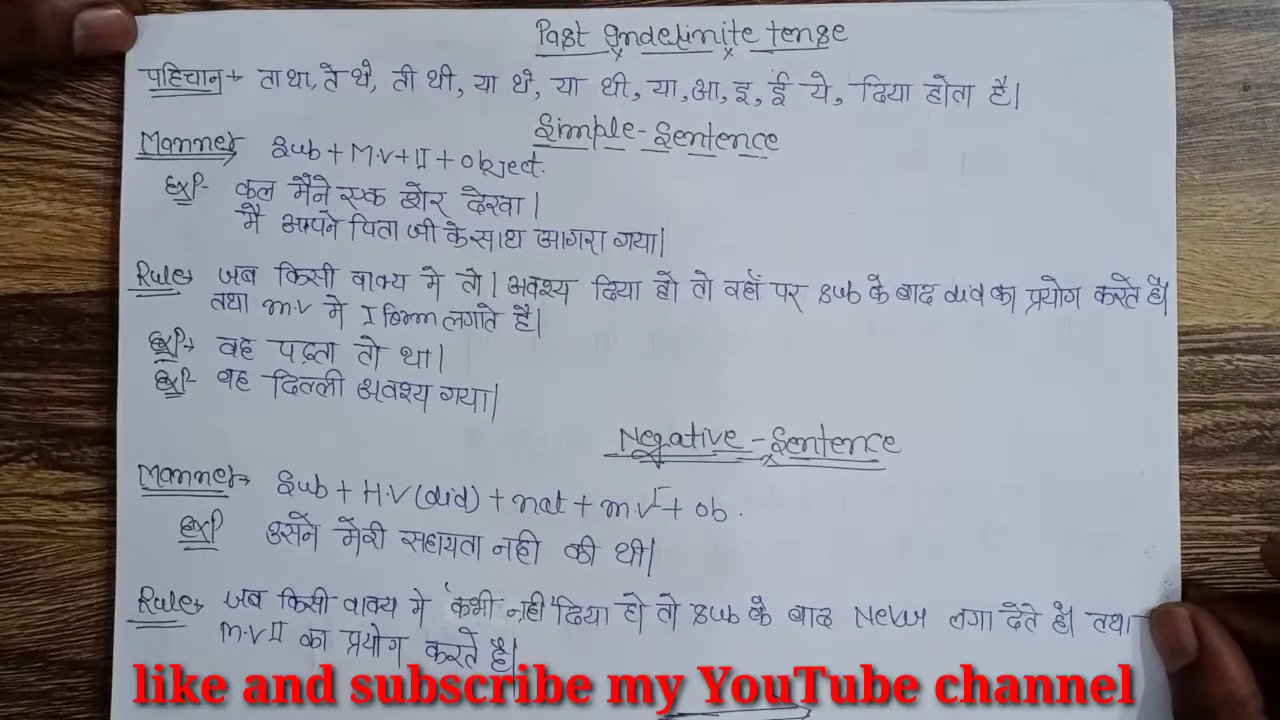 Past Indefinite tense
पहिचान → ता था, ते थे, ती थी, या थे, या थी, या, आ, इ, ई ये, दिया होता है।
Simple-Sentence
Manner → Sub + M.V + II + object.
Exp- कल मैने एक शेर देखा।
मै अपने पिता जी के साथ आगरा गया।
Rule → जब किसी वाक्य मे तो। अवश्य दिया हो तो वहाँ पर sub के बाद did का प्रयोग करते है।
तथा m.v मे I form लगाते है।
Exp → वह पढ़ता तो था।
Exp- वह दिल्ली अवश्य गया।
Negative-Sentence
Manner → Sub + H.V (did) + not + m.v I + ob.
Exp उसने मेरी सहायता नही की थी।
Rule → जब किसी वाक्य मे 'कभी नही' दिया हो तो sub के बाद Never लगा देते है। तथा
m.v II का प्रयोग करते है।
like and subscribe my YouTube channel